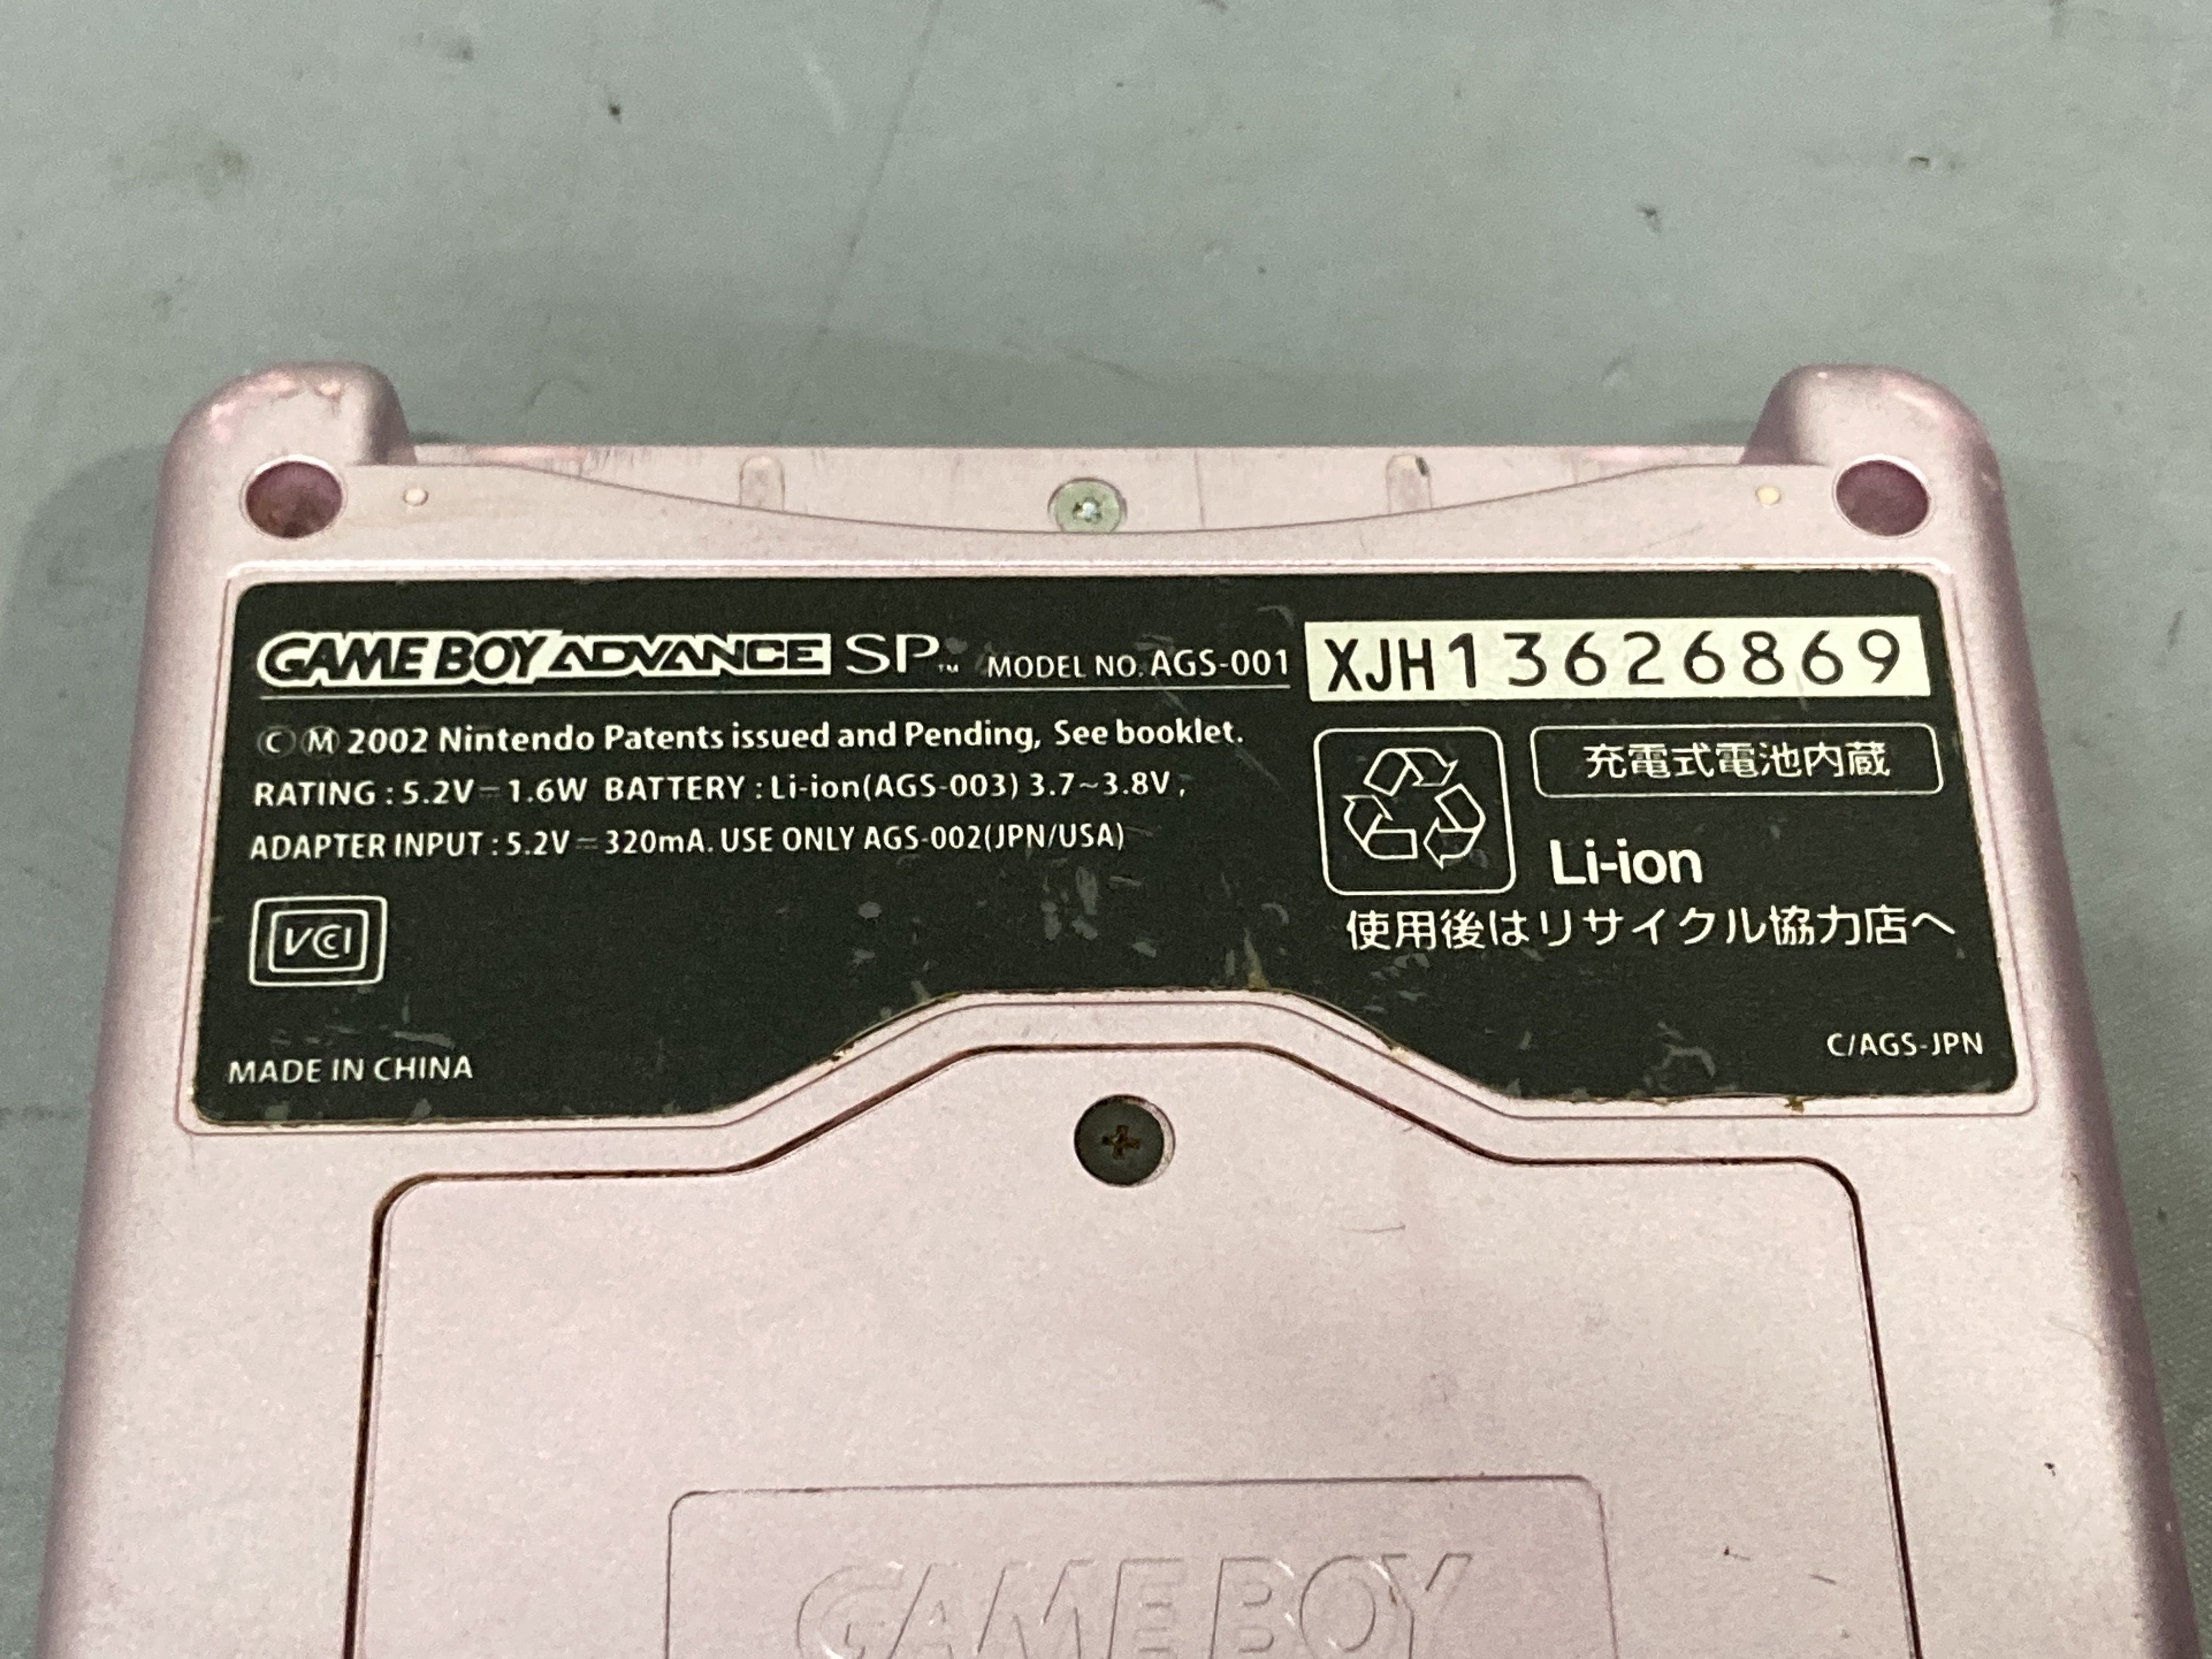 GAME BOY ADVANCE SP™ MODEL NO. AGS-001
XJH13626869
Ⓒ Ⓜ 2002 Nintendo Patents issued and Pending, See booklet.
RATING : 5.2V⎓1.6W BATTERY : Li-ion(AGS-003) 3.7~3.8V,
ADAPTER INPUT : 5.2V⎓320mA. USE ONLY AGS-002(JPN/USA)
VCCI
MADE IN CHINA
充電式電池内蔵
Li-ion
使用後はリサイクル協力店へ
C/AGS-JPN
GAME BOY